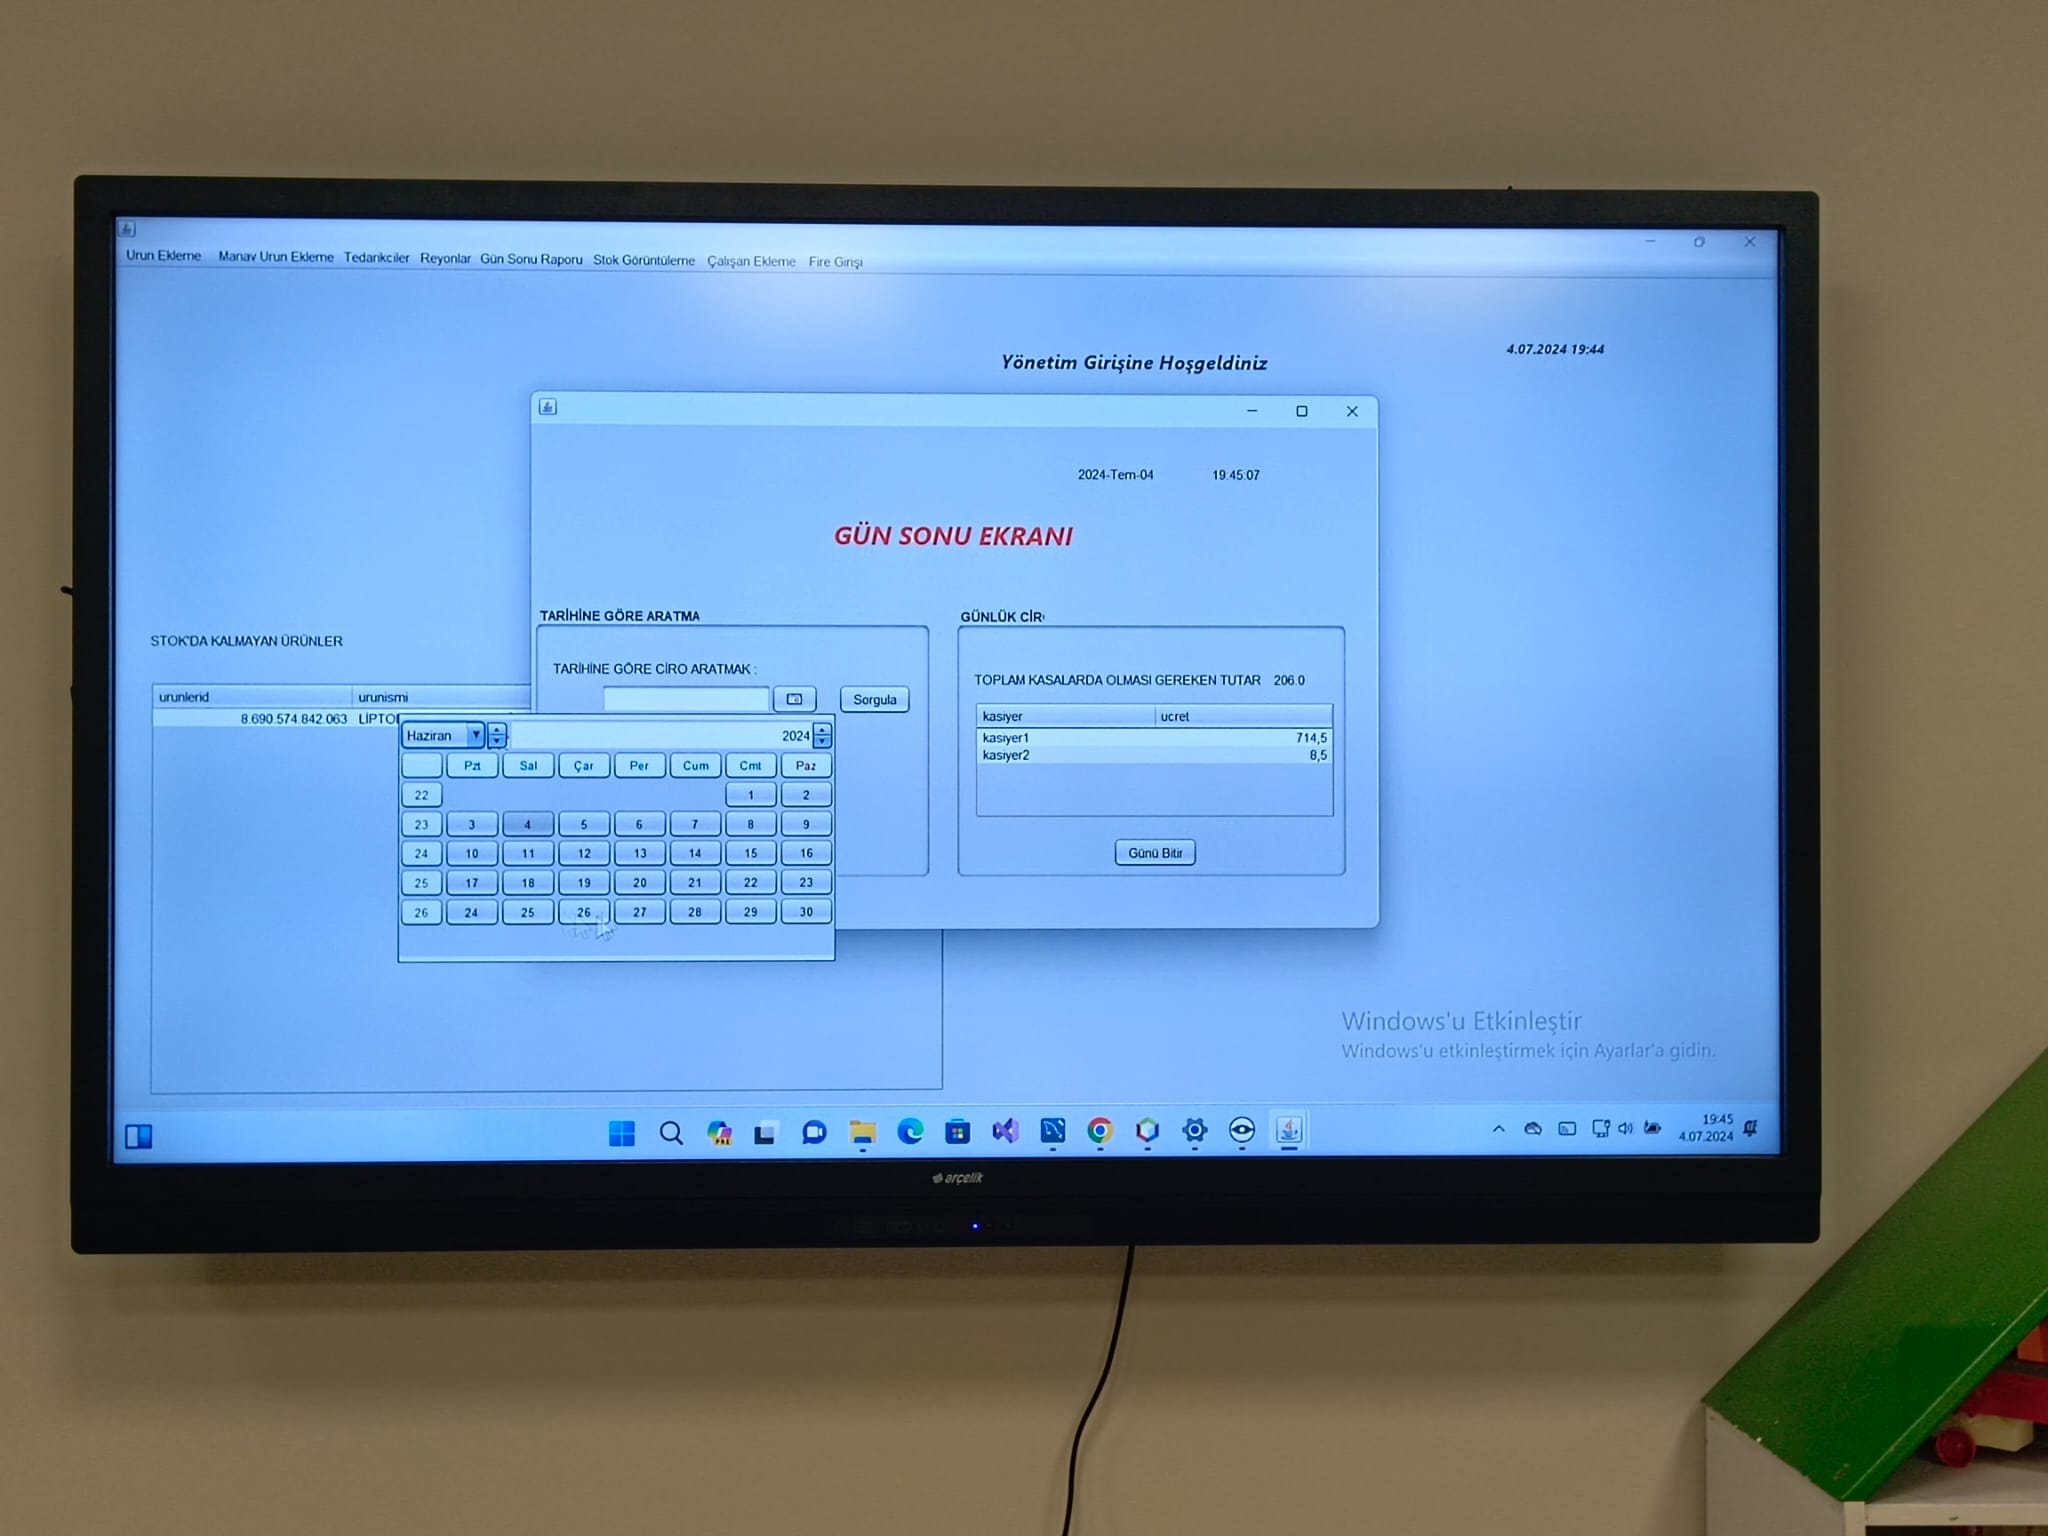 Urun Ekleme Manav Urun Ekleme Tedarikciler Reyonlar Gün Sonu Raporu Stok Görüntüleme Çalışan Ekleme Fire Girişi
Yönetim Girişine Hoşgeldiniz
4.07.2024 19:44
2024-Tem-04 19:45:07
GÜN SONU EKRANI
TARİHİNE GÖRE ARATMA
TARİHİNE GÖRE CİRO ARATMAK :
Sorgula
GÜNLÜK CİR
TOPLAM KASALARDA OLMASI GEREKEN TUTAR 206.0
kasiyer ucret
kasiyer1 714,5
kasiyer2 8,5
Günü Bitir
STOK'DA KALMAYAN ÜRÜNLER
urunlerid urunismi
8.690.574.842.063 LİPTO
Haziran 2024
Pzt Sal Çar Per Cum Cmt Paz
22 1 2
23 3 4 5 6 7 8 9
24 10 11 12 13 14 15 16
25 17 18 19 20 21 22 23
26 24 25 26 27 28 29 30
Windows'u Etkinleştir
Windows'u etkinleştirmek için Ayarlar'a gidin.
PRE
19:45
4.07.2024
arçelik